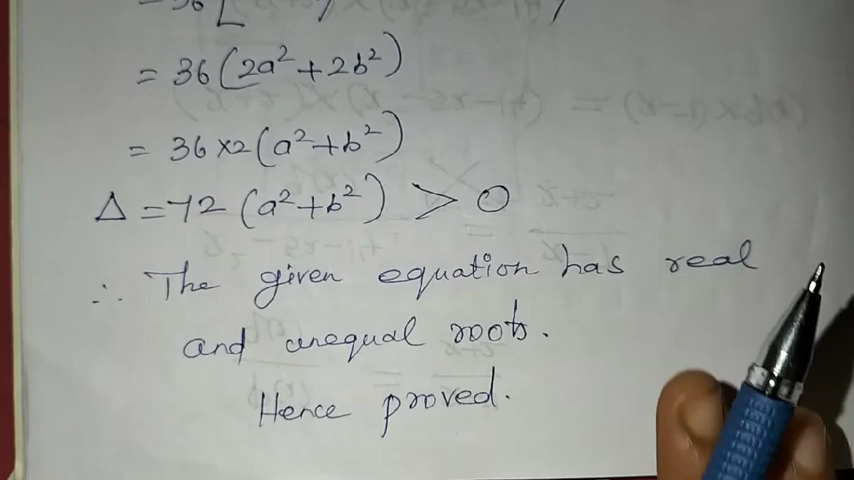 = 36 [
= 36 (2a² + 2b²)
= 36 × 2 (a² + b²)
Δ = 72 (a² + b²) > 0
∴ The given equation has real
and unequal roots.
Hence proved.